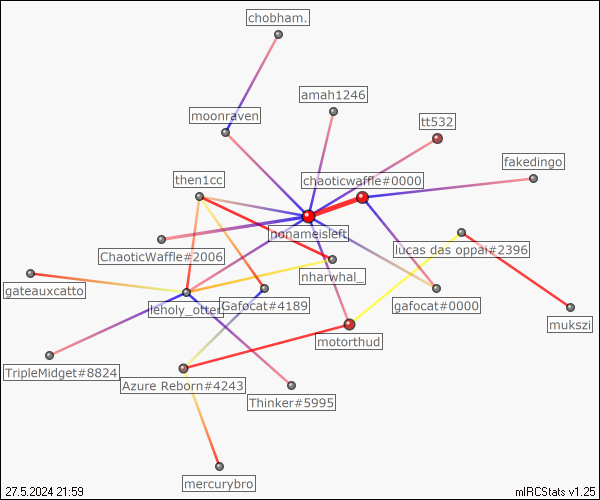 chobham.
amah1246
moonraven
tt532
fakedingo
then1cc
chaoticwaffle#0000
nonameisleft
lucas das oppai#2396
ChaoticWaffle#2006
nharwhal_
gateauxcatto
leholy_otter
Gafocat#4189
gafocat#0000
mukszi
motorthud
TripleMidget#8824
Azure Reborn#4243
Thinker#5995
mercurybro
27.5.2024 21:59
mIRCStats v1.25